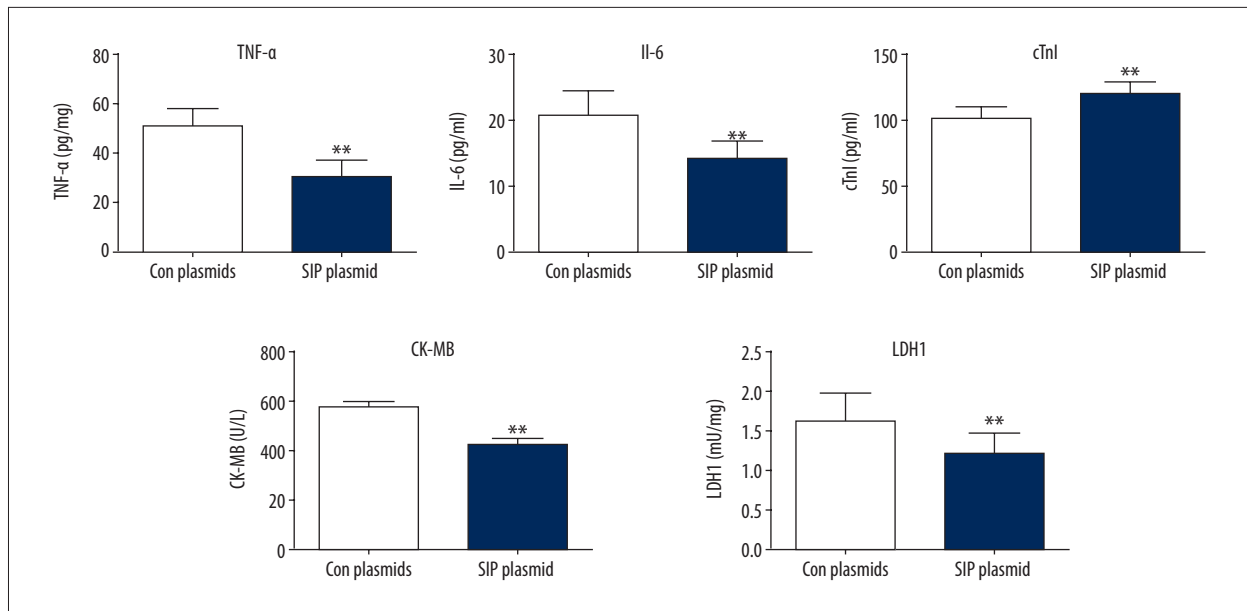 TNF-α
TNF-α (pg/mg)
80
60
40
20
0
**
Con plasmids
SIP plasmid
Il-6
IL-6 (pg/ml)
30
20
10
0
**
Con plasmids
SIP plasmid
cTnl
cTnl (pg/ml)
150
100
50
0
**
Con plasmids
SIP plasmid
CK-MB
CK-MB (U/L)
800
600
400
20
0
**
Con plasmids
SIP plasmid
LDH1
LDH1 (mU/mg)
2.5
2.0
1.5
1.0
0.5
0.0
**
Con plasmids
SIP plasmid